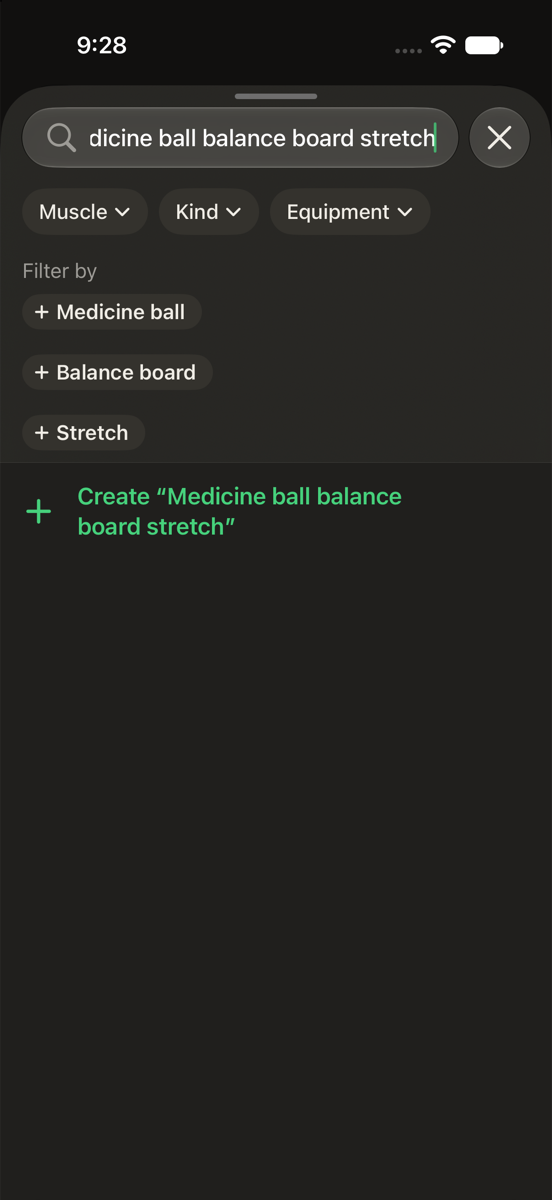 9:28
dicine ball balance board stretch
Muscle
Kind
Equipment
Filter by
+ Medicine ball
+ Balance board
+ Stretch
+ Create “Medicine ball balance
board stretch”